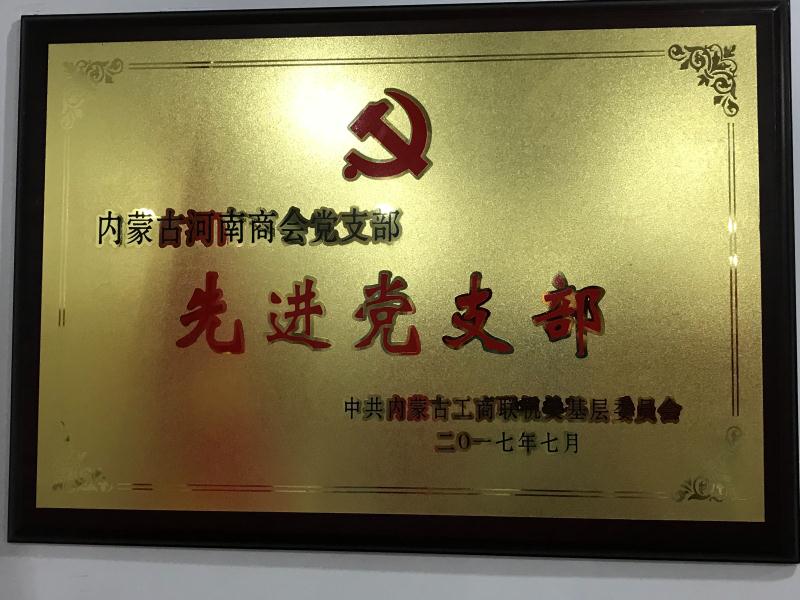 内蒙古河南商会党支部
先进党支部
中共内蒙古工商联机关基层委员会
二〇一七年七月